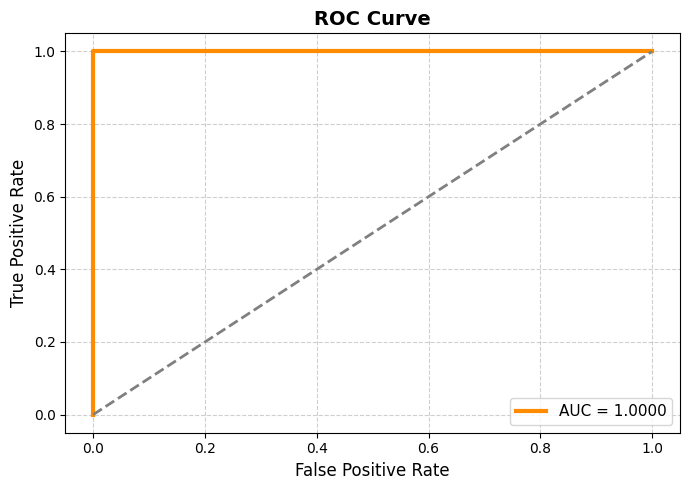 ROC Curve
True Positive Rate
1.0
0.8
0.6
0.4
0.2
0.0
AUC = 1.0000
0.0 0.2 0.4 0.6 0.8 1.0
False Positive Rate